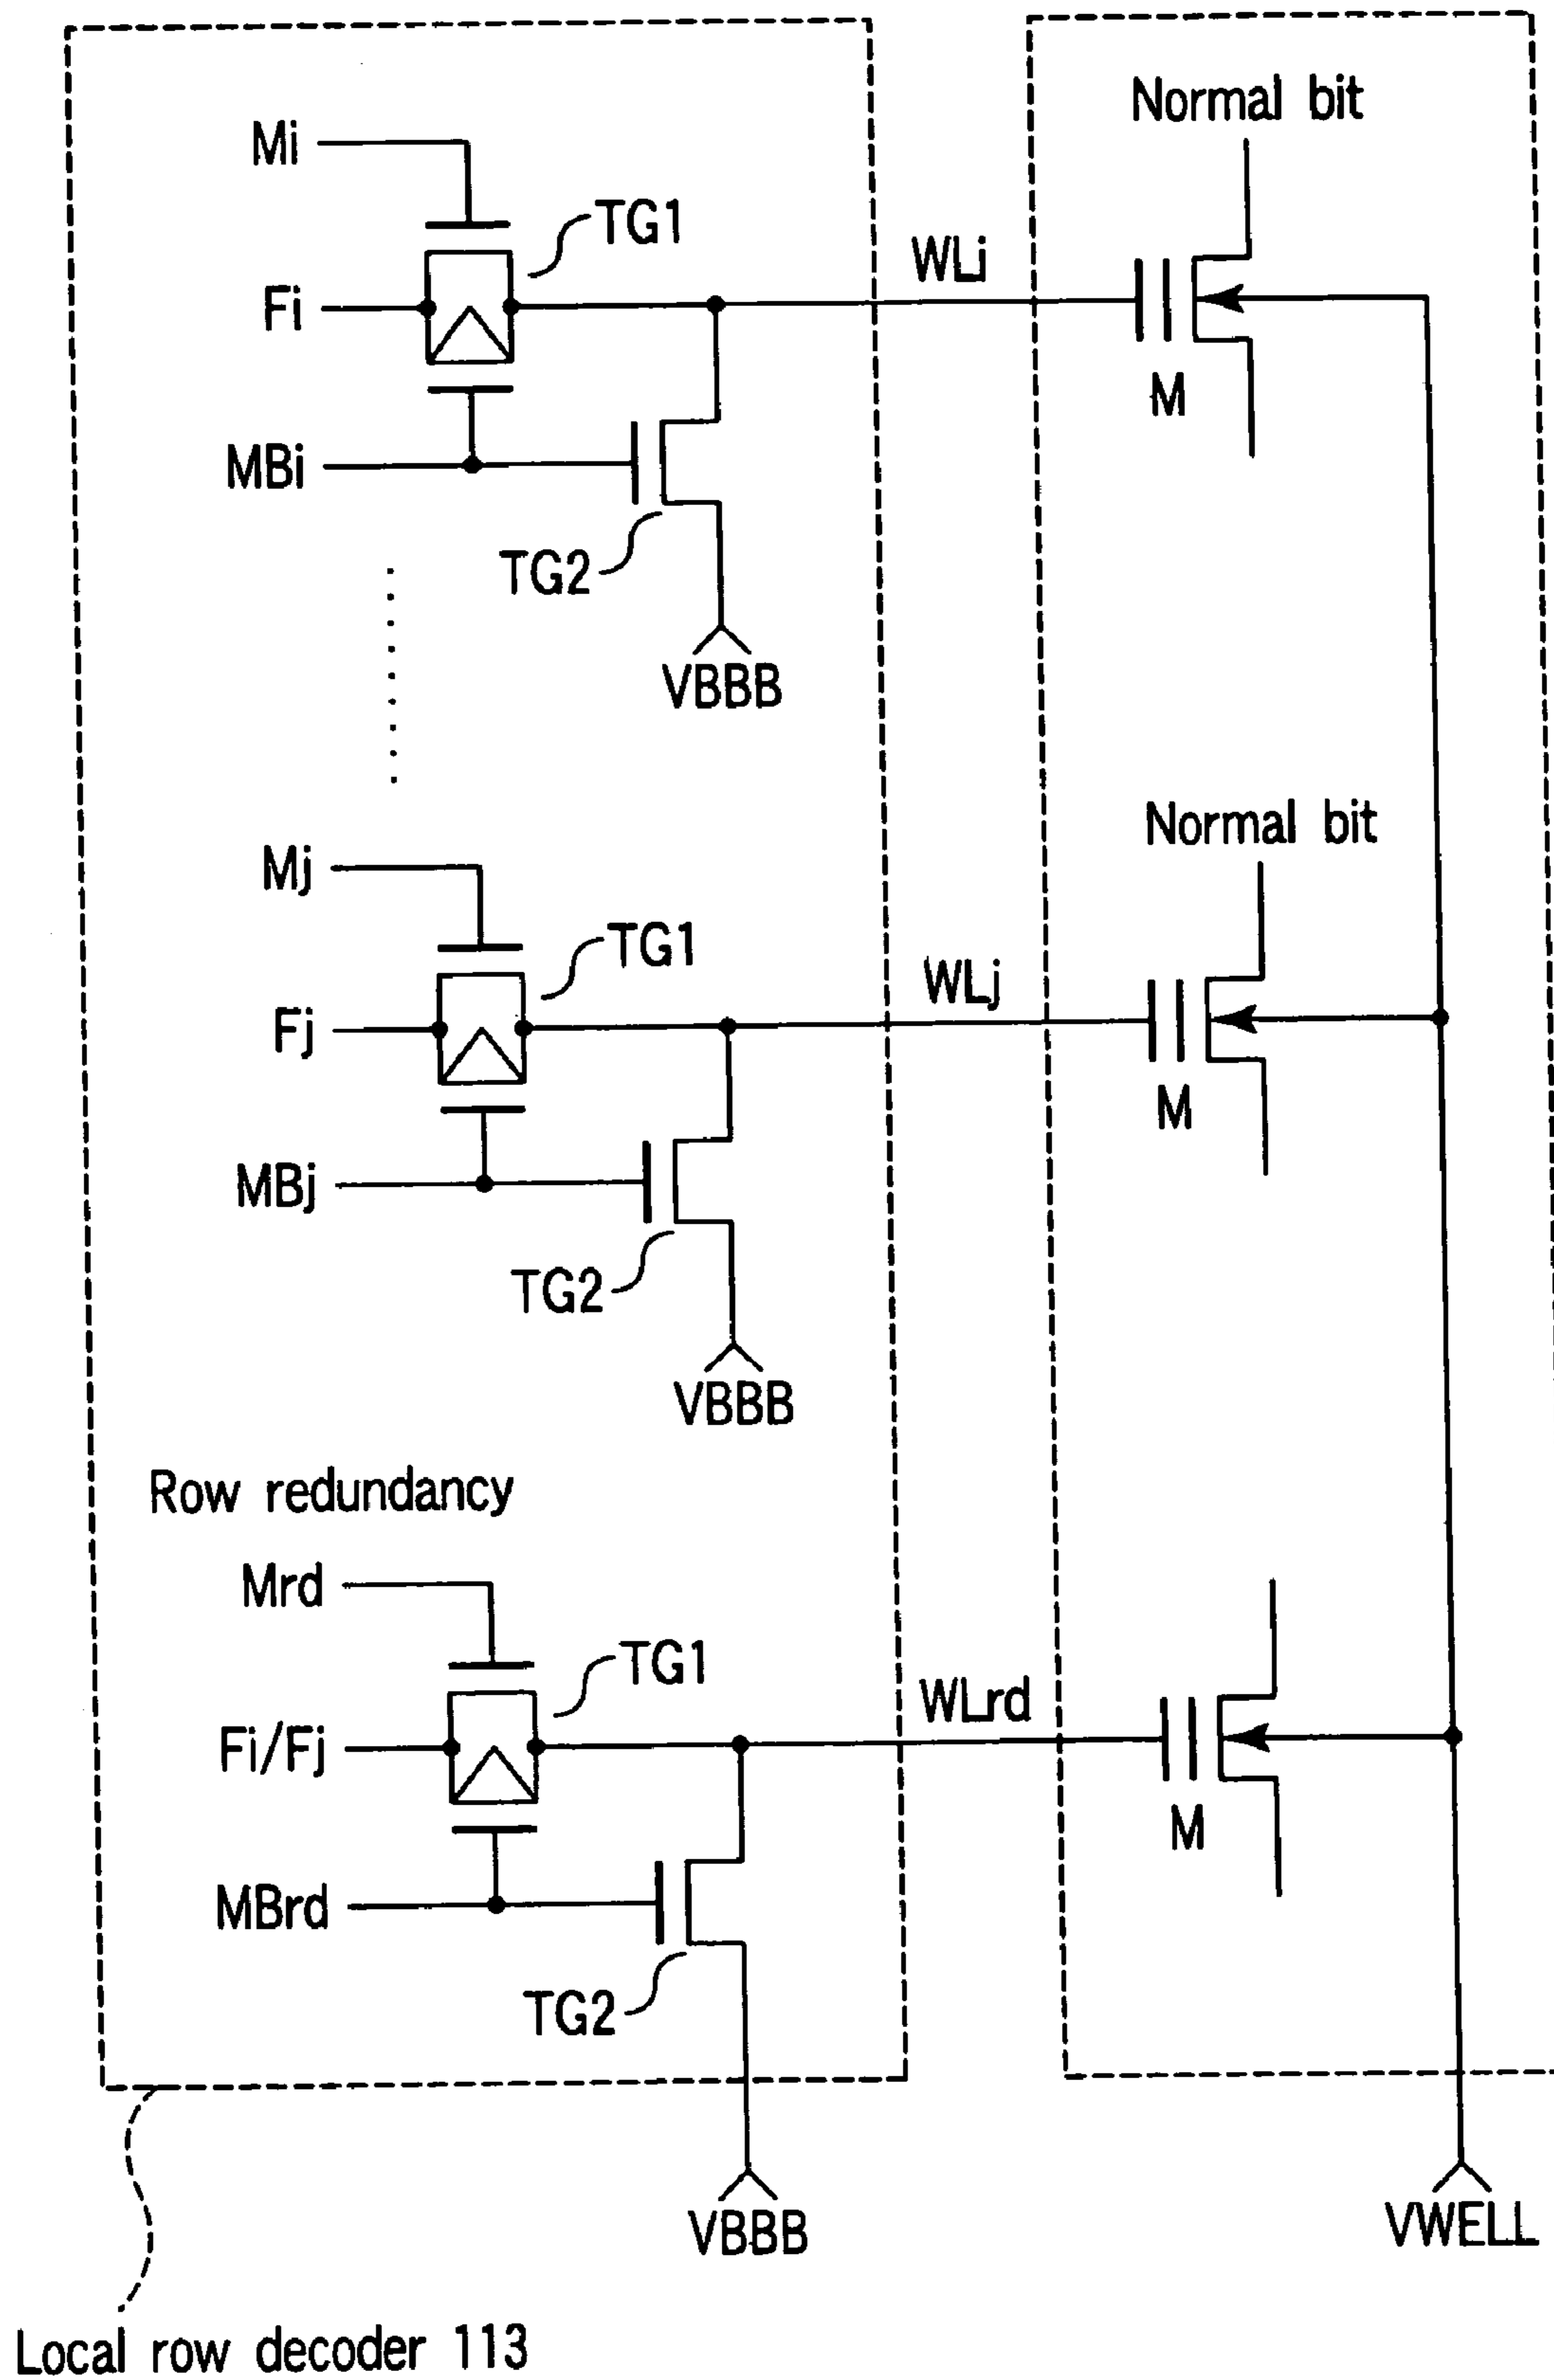 Normal bit
Mi
TG1
WLi
Fi
M
MBi
TG2
VBBB
Normal bit
Mj
TG1
WLj
Fj
M
MBj
TG2
VBBB
Row redundancy
Mrd
TG1
WLrd
Fi/Fj
M
MBrd
TG2
VBBB
VWELL
Local row decoder 113